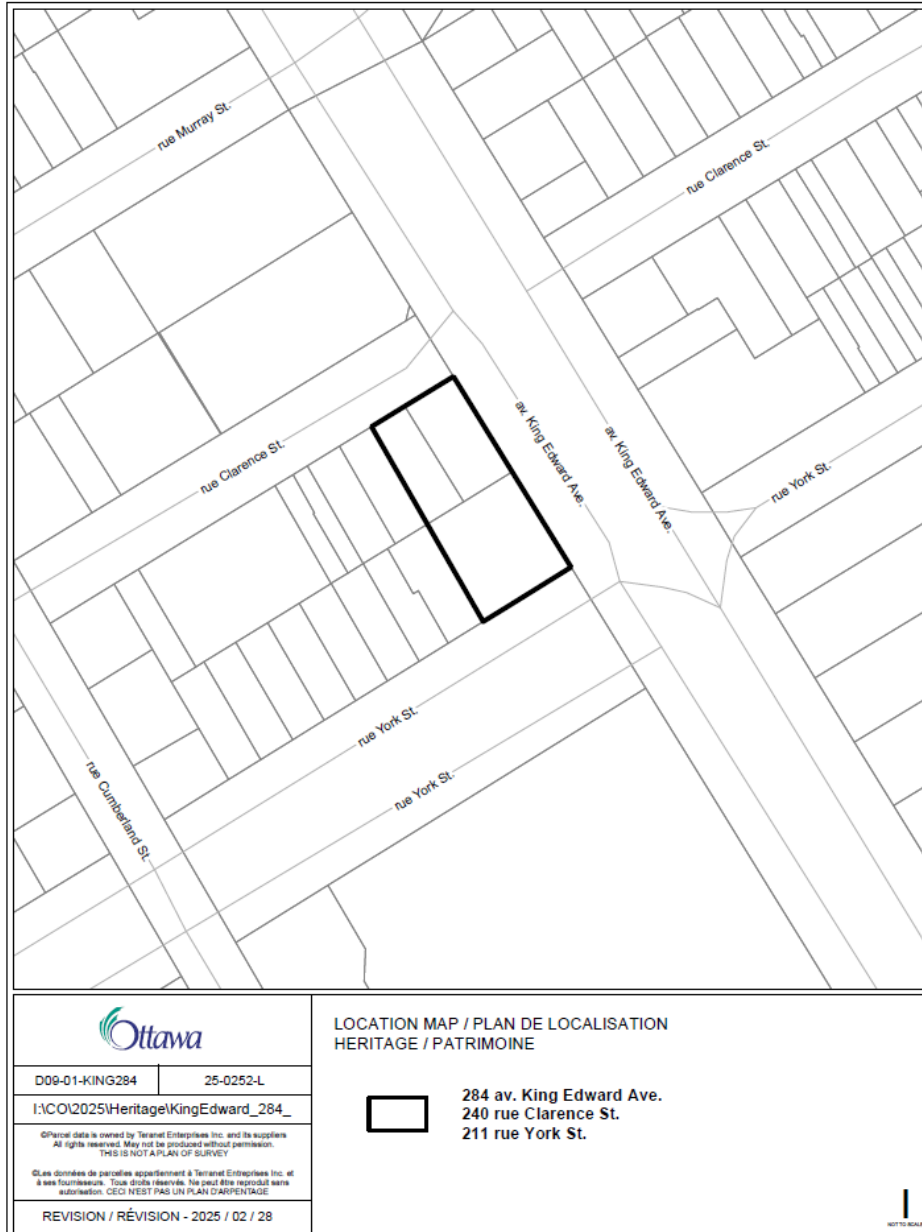 rue Murray St.
rue Clarence St.
rue Clarence St.
av. King Edward Ave.
av. King Edward Ave.
rue York St.
rue York St.
rue York St.
rue Cumberland St.
Ottawa
D09-01-KING284
25-0252-L
I:\CO\2025\Heritage\KingEdward_284_
©Parcel data is owned by Teranet Enterprises Inc. and its suppliers
All rights reserved. May not be produced without permission.
THIS IS NOT A PLAN OF SURVEY
©Les données de parcelles appartiennent à Terranet Entreprises Inc. et
à ses fournisseurs. Tous droits réservés. Ne peut être reproduit sans
autorisation. CECI N'EST PAS UN PLAN D'ARPENTAGE
REVISION / RÉVISION - 2025 / 02 / 28
LOCATION MAP / PLAN DE LOCALISATION
HERITAGE / PATRIMOINE
284 av. King Edward Ave.
240 rue Clarence St.
211 rue York St.